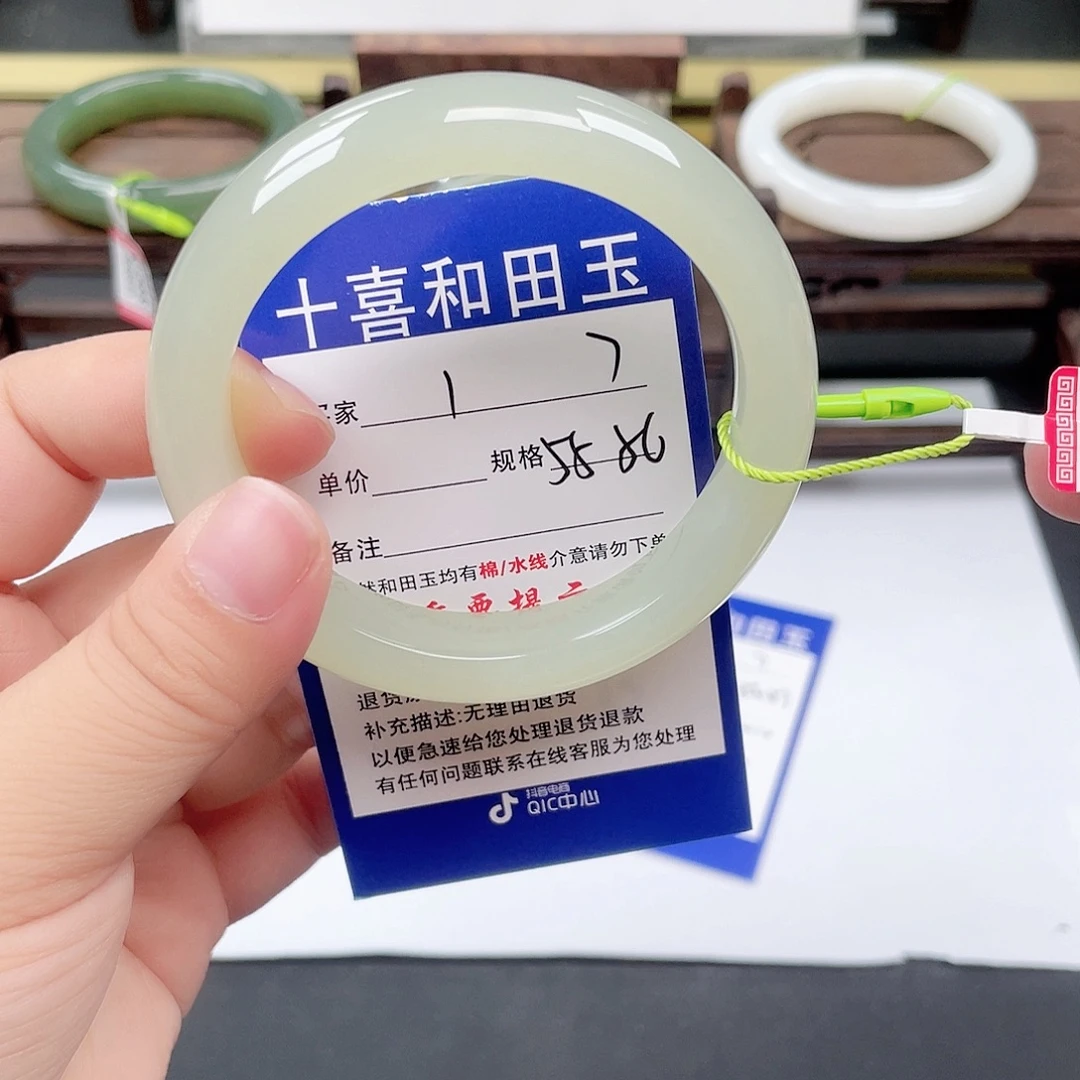 十喜和田玉
家
单价 规格
备注
和田玉均有棉/水线介意请勿下单
退货
补充描述:无理由退货
以便急速给您处理退货退款
有任何问题联系在线客服为您处理
抖音电商
QIC中心
田玉